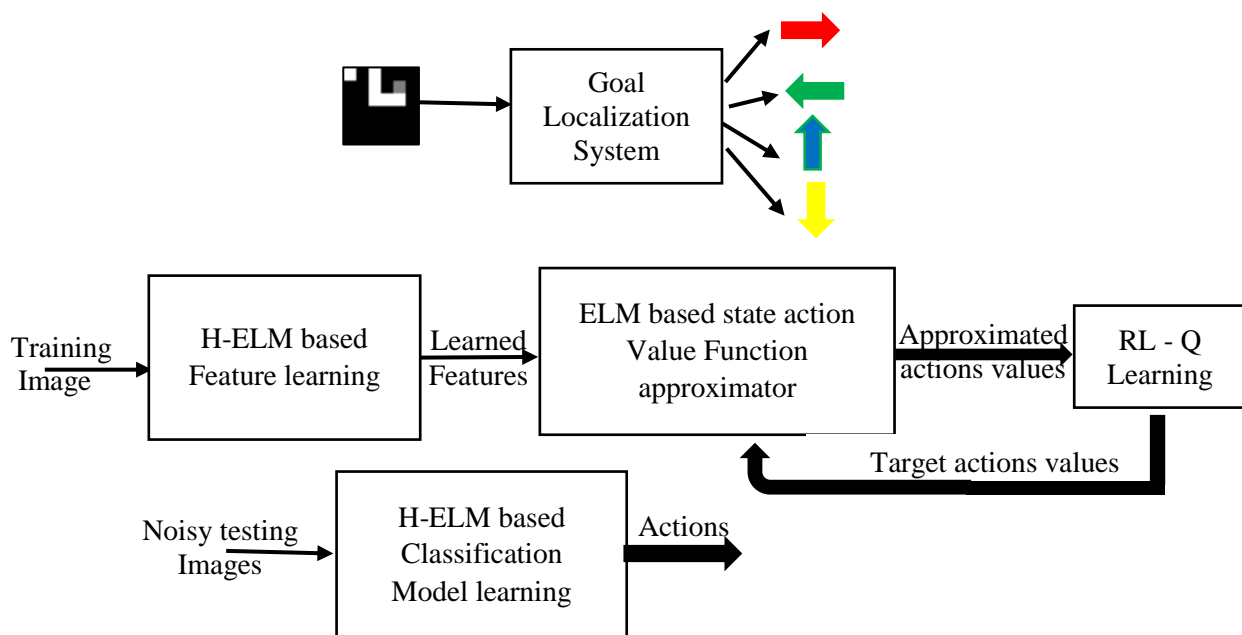 Goal
Localization
System
Training
Image
H-ELM based
Feature learning
Learned
Features
ELM based state action
Value Function
approximator
Approximated
actions values
RL - Q
Learning
Target actions values
Noisy testing
Images
H-ELM based
Classification
Model learning
Actions